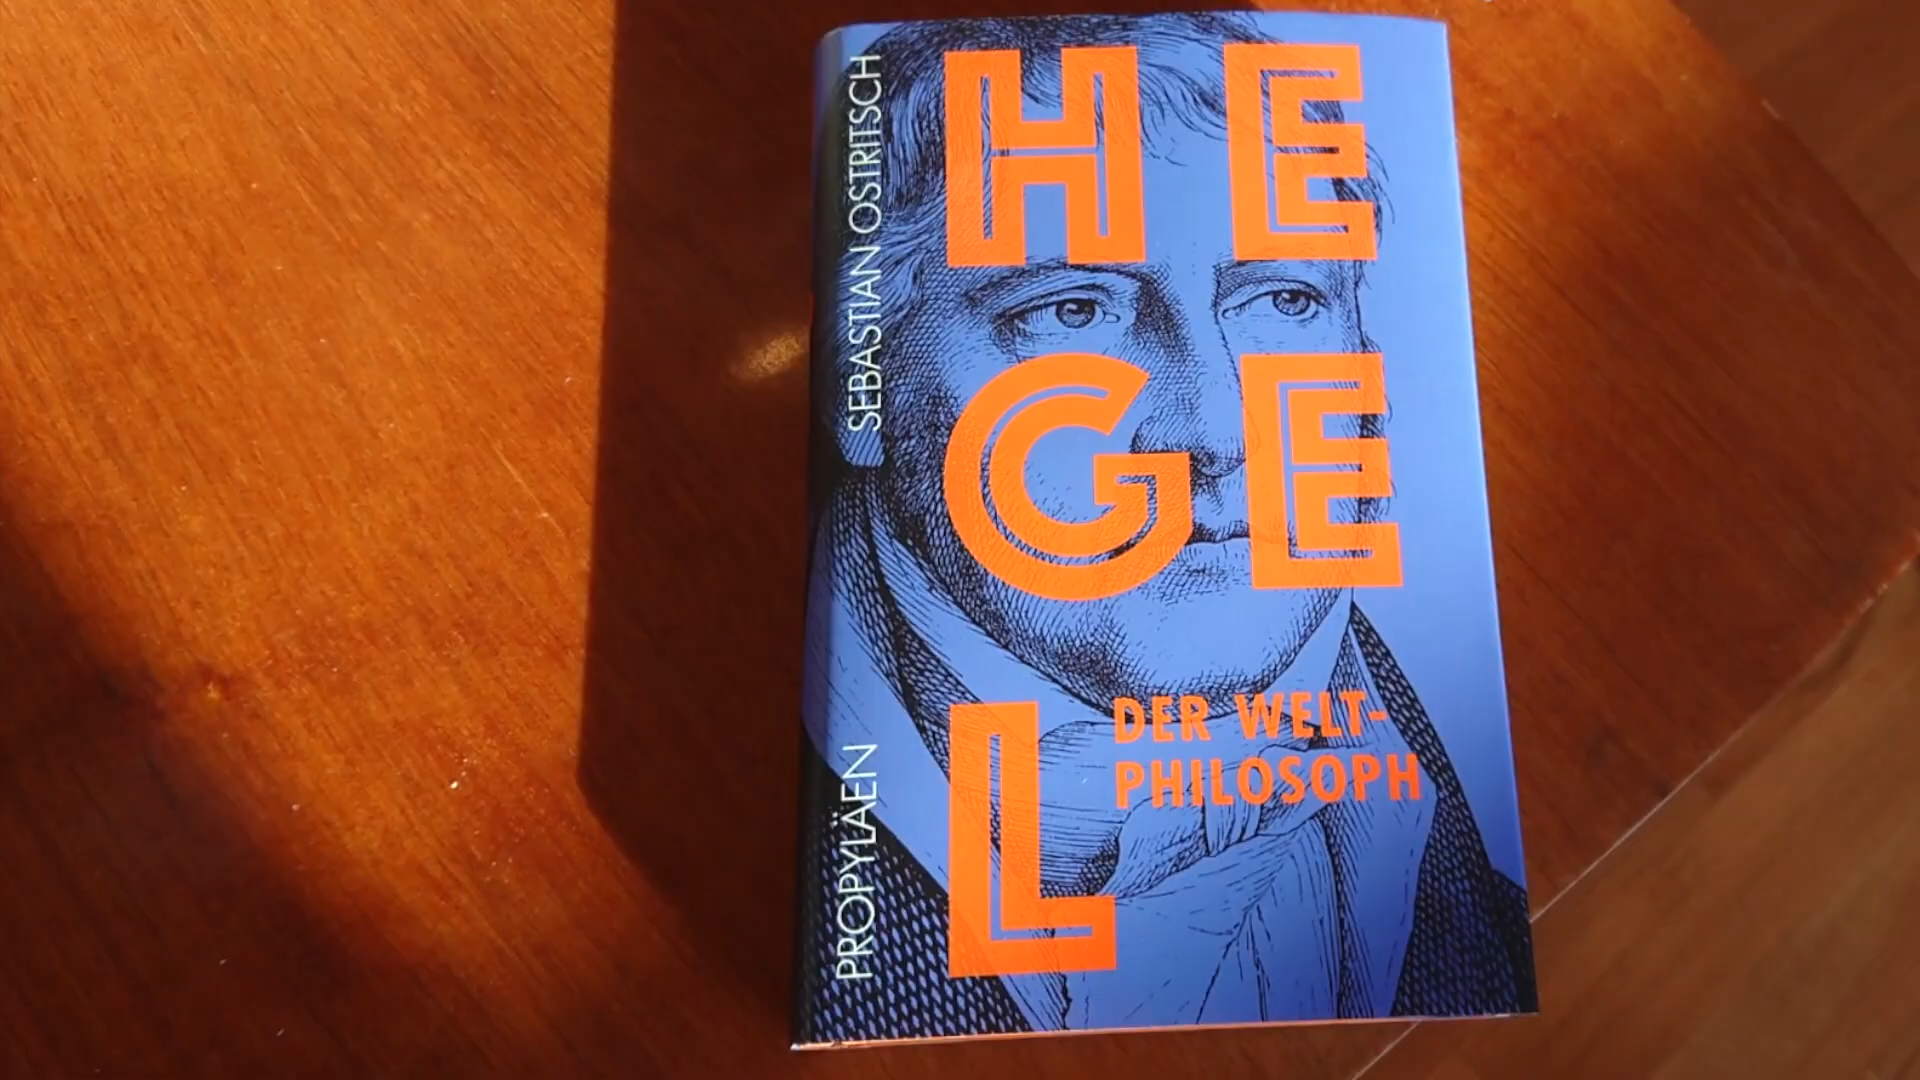 SEBASTIAN OSTRITSCH
HE
GE
L
DER WELT-
PHILOSOPH
PROPYLÄEN